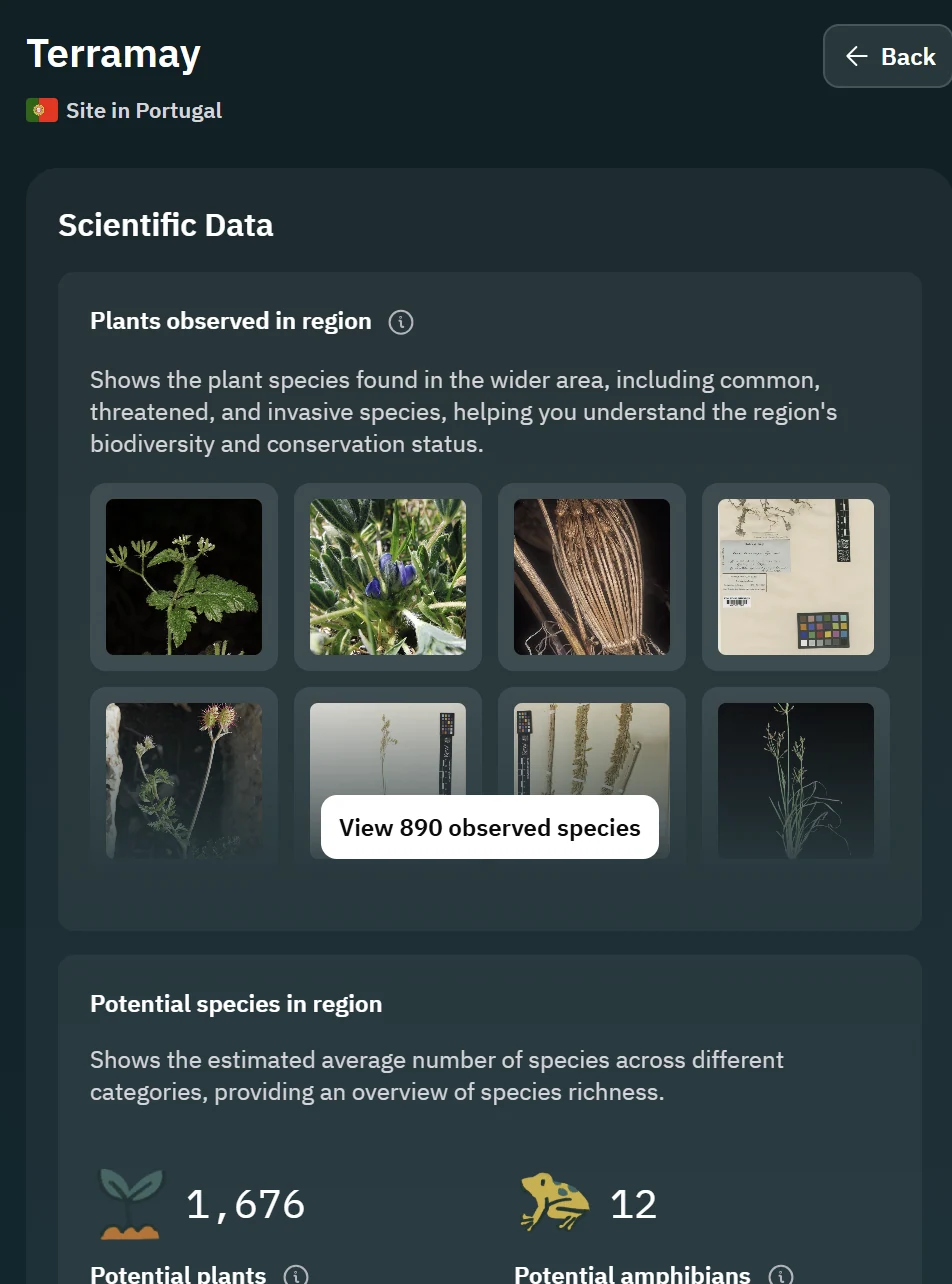 Terramay
Back
Site in Portugal
Scientific Data
Plants observed in region
Shows the plant species found in the wider area, including common,
threatened, and invasive species, helping you understand the region's
biodiversity and conservation status.
View 890 observed species
Potential species in region
Shows the estimated average number of species across different
categories, providing an overview of species richness.
1,676
12
Potential plants
Potential amphibians